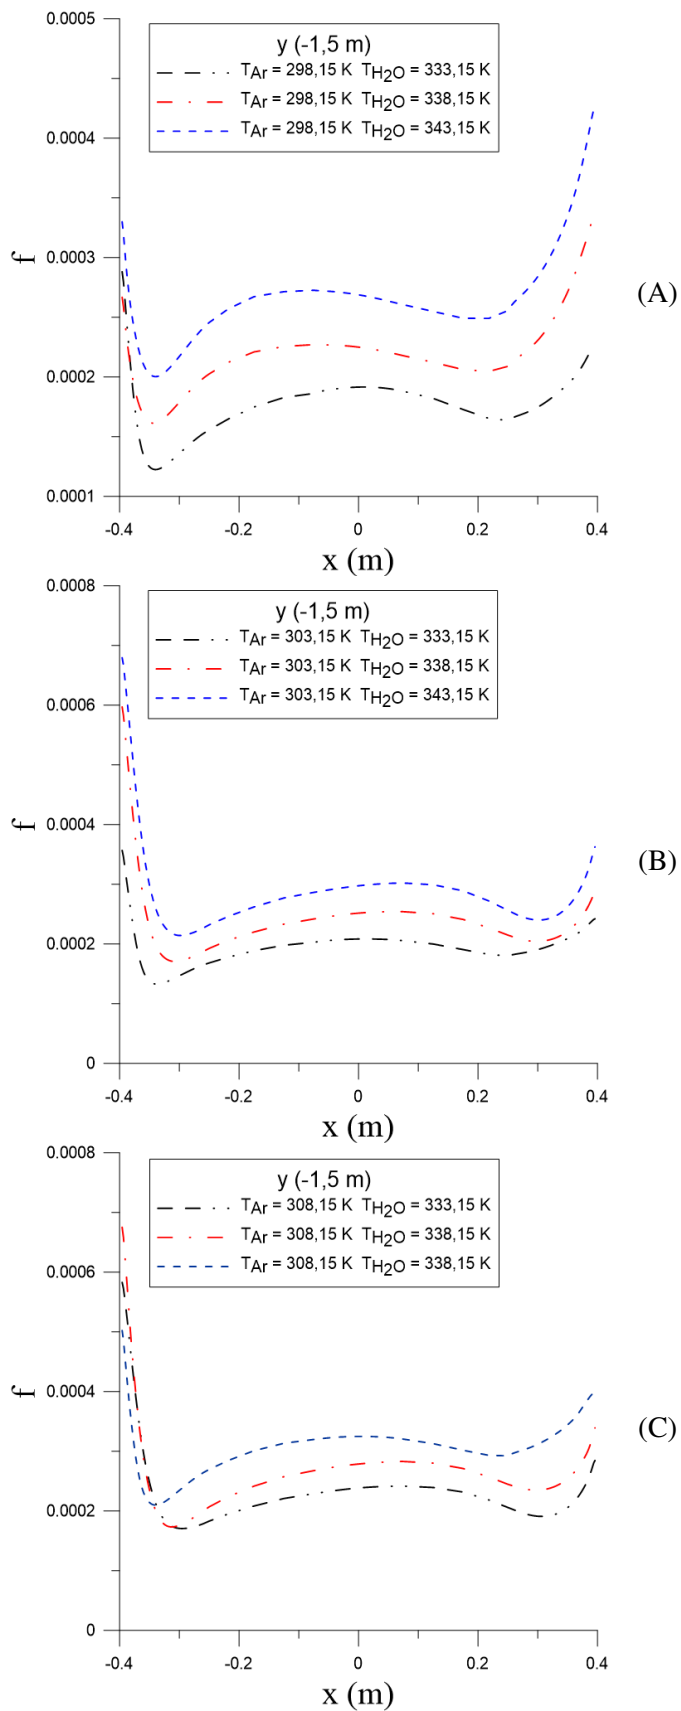 0.0005
y (-1,5 m)
TAr = 298,15 K TH2O = 333,15 K
TAr = 298,15 K TH2O = 338,15 K
TAr = 298,15 K TH2O = 343,15 K
0.0004
0.0003
f
(A)
0.0002
0.0001
-0.4 -0.2 0 0.2 0.4
x (m)
0.0008
y (-1,5 m)
TAr = 303,15 K TH2O = 333,15 K
TAr = 303,15 K TH2O = 338,15 K
TAr = 303,15 K TH2O = 343,15 K
0.0006
0.0004
f
(B)
0.0002
0
-0.4 -0.2 0 0.2 0.4
x (m)
0.0008
y (-1,5 m)
TAr = 308,15 K TH2O = 333,15 K
TAr = 308,15 K TH2O = 338,15 K
TAr = 308,15 K TH2O = 338,15 K
0.0006
0.0004
f
(C)
0.0002
0
-0.4 -0.2 0 0.2 0.4
x (m)